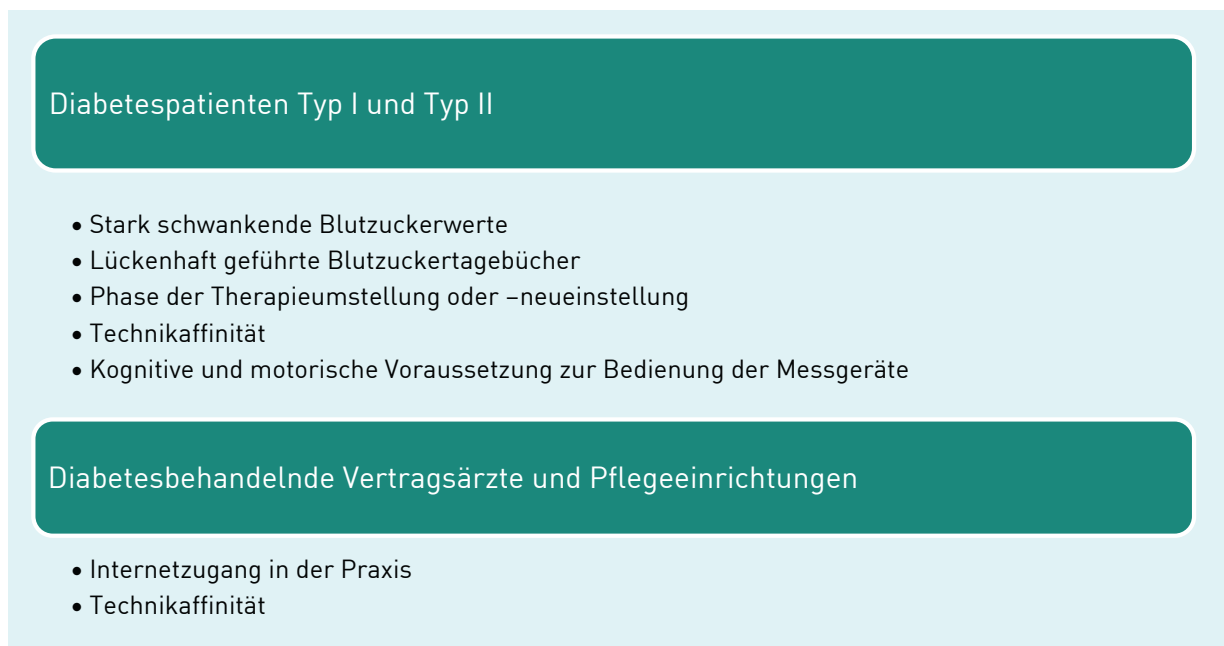 Diabetespatienten Typ I und Typ II
• Stark schwankende Blutzuckerwerte
• Lückenhaft geführte Blutzuckertagebücher
• Phase der Therapieumstellung oder –neueinstellung
• Technikaffinität
• Kognitive und motorische Voraussetzung zur Bedienung der Messgeräte
Diabetesbehandelnde Vertragsärzte und Pflegeeinrichtungen
• Internetzugang in der Praxis
• Technikaffinität